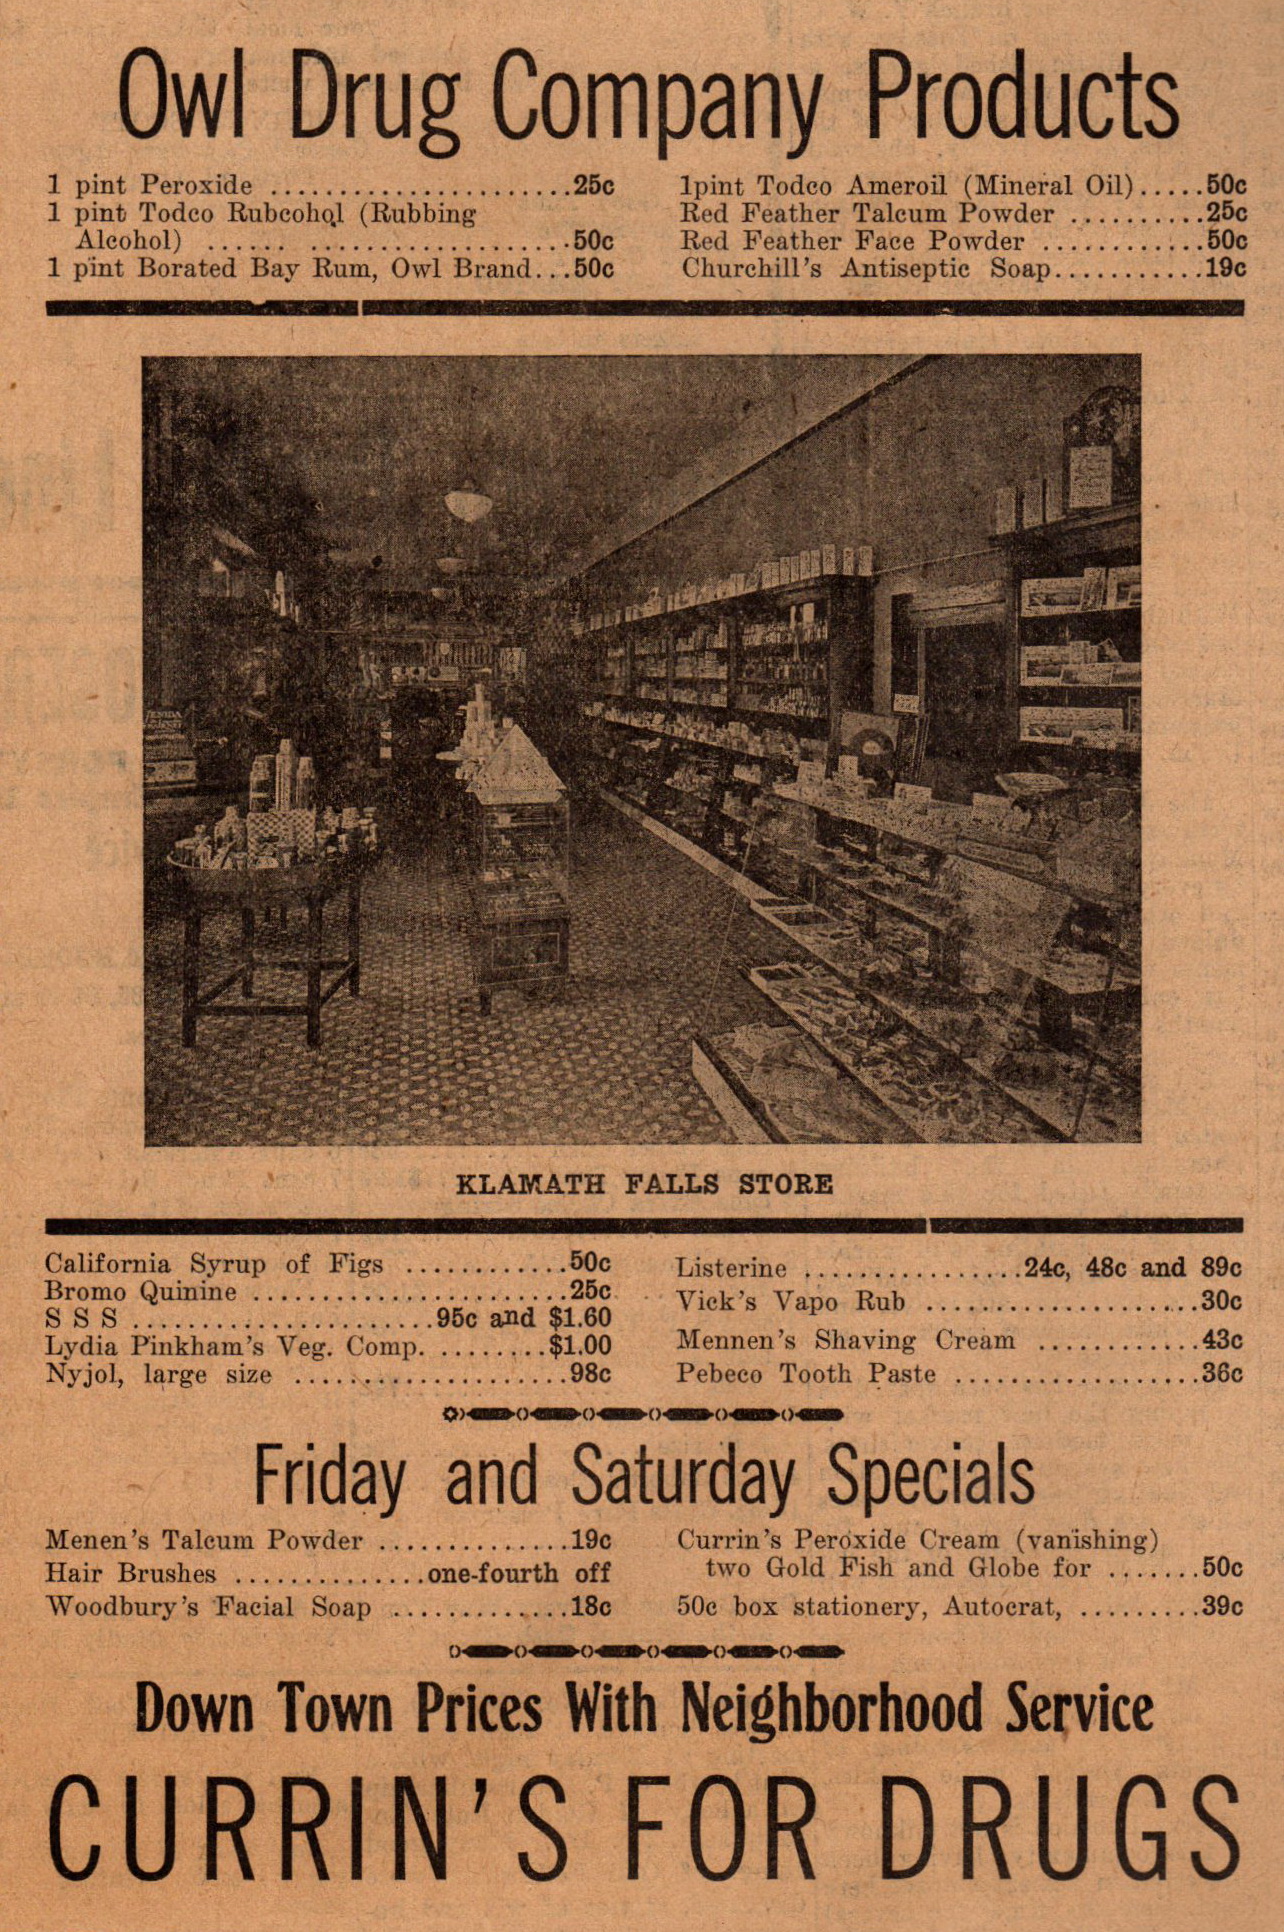 Owl Drug Company Products
1 pint Peroxide ......................25c
1 pint Todco Rubcohol (Rubbing
Alcohol) ...... ....................50c
1 pint Borated Bay Rum, Owl Brand...50c
1pint Todco Ameroil (Mineral Oil).....50c
Red Feather Talcum Powder ..........25c
Red Feather Face Powder ............50c
Churchill's Antiseptic Soap...........19c
KLAMATH FALLS STORE
California Syrup of Figs ............50c
Bromo Quinine ........................25c
S S S .......................95c and $1.60
Lydia Pinkham's Veg. Comp. .........$1.00
Nyjol, large size .....................98c
Listerine ................24c, 48c and 89c
Vick's Vapo Rub .....................30c
Mennen's Shaving Cream ............43c
Pebeco Tooth Paste ..................36c
Friday and Saturday Specials
Menen's Talcum Powder ...............19c
Hair Brushes ..............one-fourth off
Woodbury's Facial Soap .............18c
Currin's Peroxide Cream (vanishing)
two Gold Fish and Globe for .......50c
50c box stationery, Autocrat, .........39c
Down Town Prices With Neighborhood Service
CURRIN'S FOR DRUGS